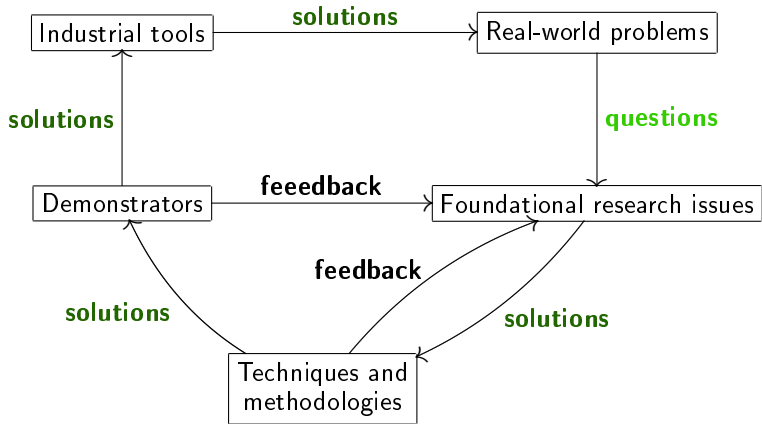 solutions
Industrial tools
Real-world problems
solutions
questions
Demonstrators
feeedback
Foundational research issues
feedback
solutions
solutions
Techniques and
methodologies